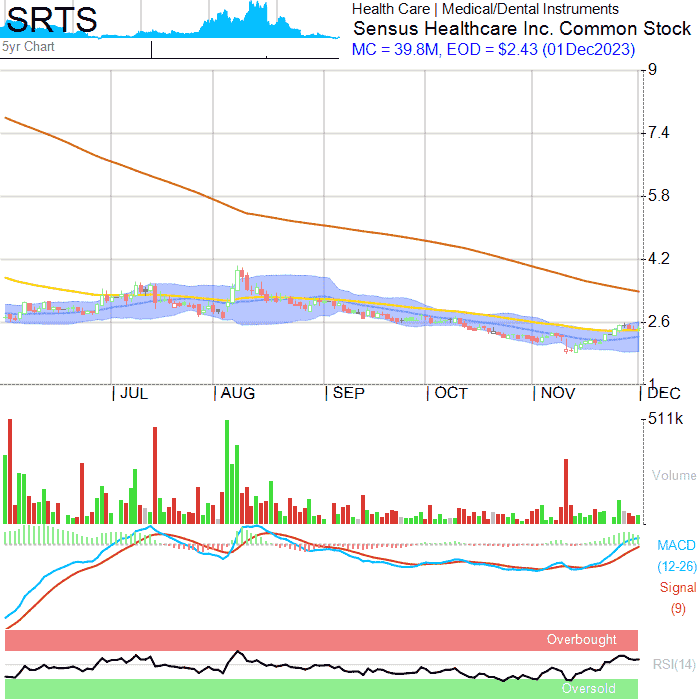 SRTS
5yr Chart
Health Care | Medical/Dental Instruments
Sensus Healthcare Inc. Common Stock
MC = 39.8M, EOD = $2.43 (01Dec2023)
9
7.4
5.8
4.2
2.6
1
JUL AUG SEP OCT NOV DEC
511k
Volume
MACD
(12-26)
Signal
(9)
Overbought
RSI(14)
Oversold